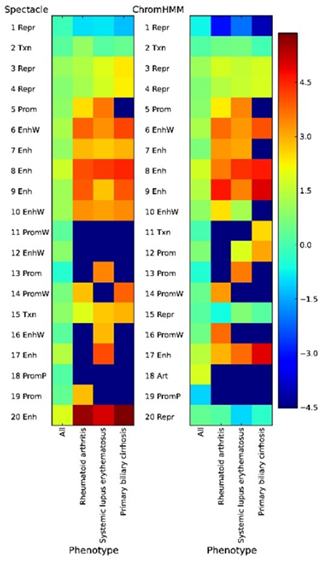 Spectacle
1 Repr
2 Txn
3 Repr
4 Repr
5 Prom
6 EnhW
7 Enh
8 Enh
9 Enh
10 EnhW
11 PromW
12 EnhW
13 Prom
14 PromW
15 Txn
16 EnhW
17 Enh
18 PromP
19 Prom
20 Enh
All
Rheumatoid arthritis
Systemic lupus erythematosus
Primary biliary cirrhosis
Phenotype
ChromHMM
1 Repr
2 Txn
3 Repr
4 Repr
5 Prom
6 EnhW
7 Enh
8 Enh
9 Enh
10 EnhW
11 Txn
12 Prom
13 Prom
14 PromW
15 Repr
16 PromW
17 Enh
18 Art
19 PromP
20 Repr
All
Rheumatoid arthritis
Systemic lupus erythematosus
Primary biliary cirrhosis
Phenotype
4.5
3.0
1.5
0.0
−1.5
−3.0
−4.5